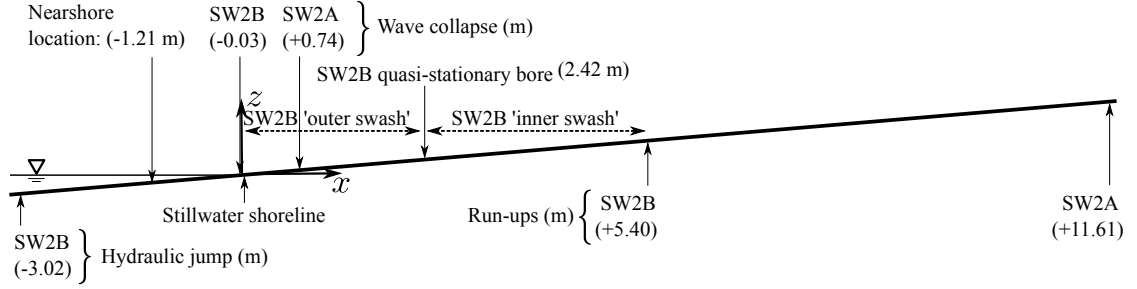 Nearshore
location: (-1.21 m)
SW2B
(-0.03)
SW2A
(+0.74)
Wave collapse (m)
SW2B quasi-stationary bore (2.42 m)
z
SW2B 'outer swash'
SW2B 'inner swash'
x
Stillwater shoreline
SW2B
(-3.02)
Hydraulic jump (m)
Run-ups (m)
SW2B
(+5.40)
SW2A
(+11.61)